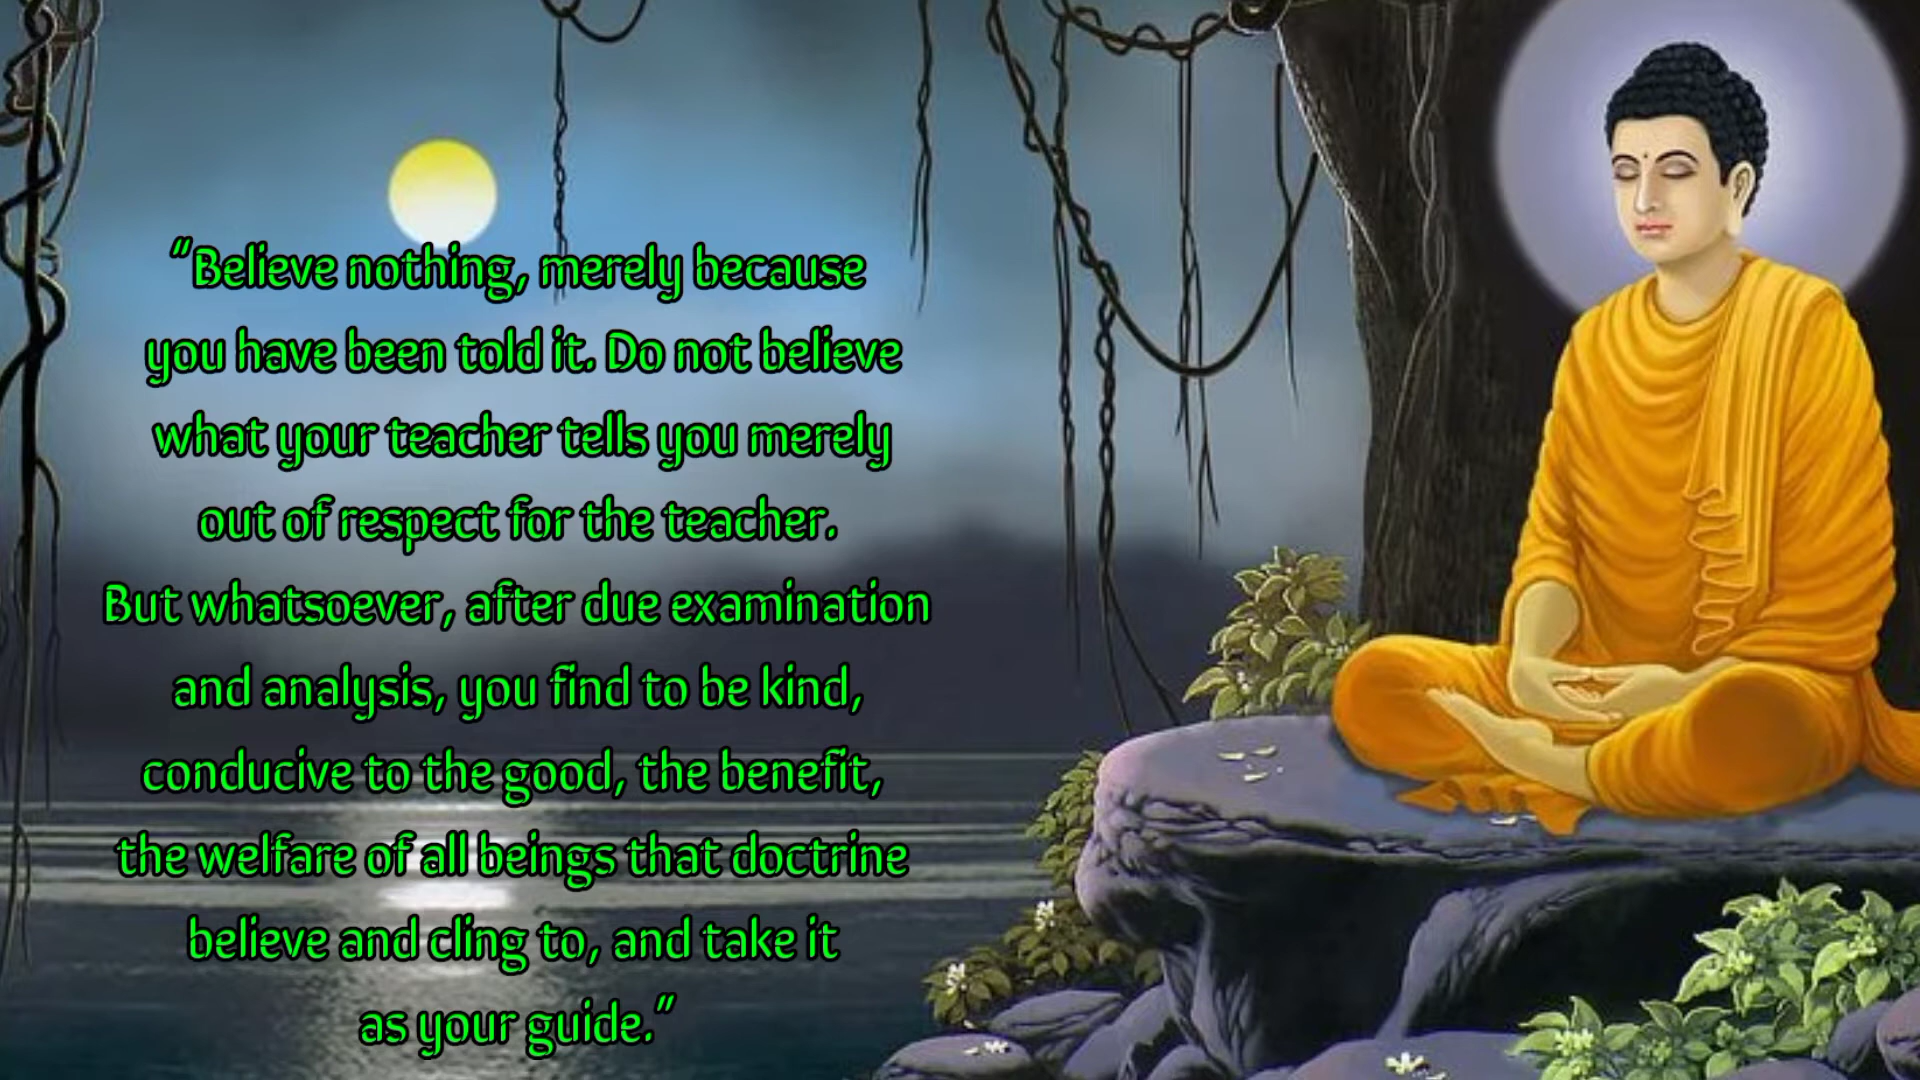 “Believe nothing, merely because
you have been told it. Do not believe
what your teacher tells you merely
out of respect for the teacher.
But whatsoever, after due examination
and analysis, you find to be kind,
conducive to the good, the benefit,
the welfare of all beings that doctrine
believe and cling to, and take it
as your guide.”